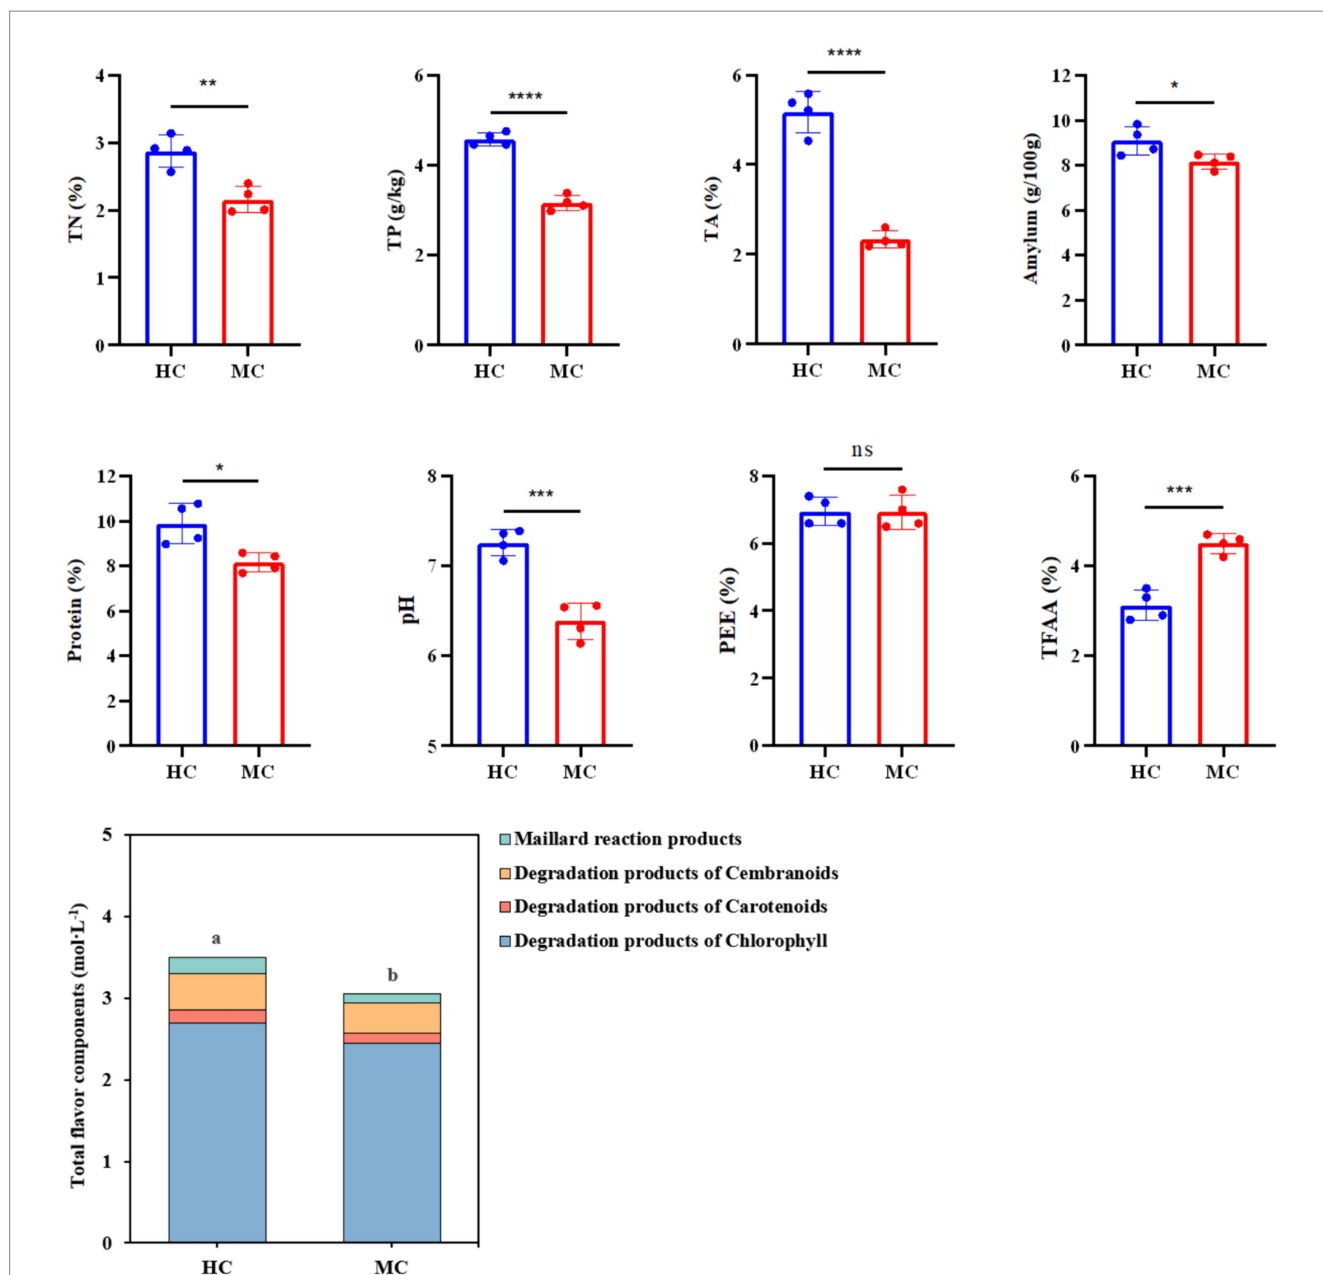 TN (%)
4
3
2
1
0
**
HC MC
TP (g/kg)
6
4
2
0
****
HC MC
TA (%)
6
4
2
0
****
HC MC
Amylum (g/100g)
12
10
8
6
4
2
0
*
HC MC
Protein (%)
12
10
8
6
4
2
0
*
HC MC
pH
8
7
6
5
***
HC MC
PEE (%)
8
6
4
2
0
ns
HC MC
TFAA (%)
6
4
2
0
***
HC MC
Total flavor components (mol·L⁻¹)
5
4
3
2
1
0
a
b
HC MC
Maillard reaction products
Degradation products of Cembranoids
Degradation products of Carotenoids
Degradation products of Chlorophyll